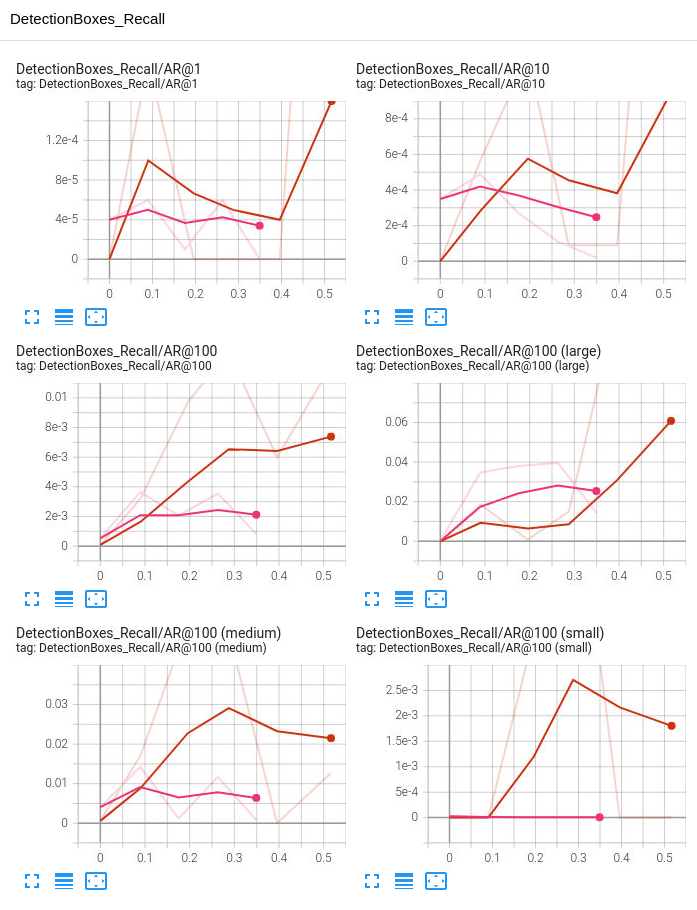 DetectionBoxes_Recall
DetectionBoxes_Recall/AR@1
tag: DetectionBoxes_Recall/AR@1
1.2e-4
8e-5
4e-5
0
0 0.1 0.2 0.3 0.4 0.5
DetectionBoxes_Recall/AR@10
tag: DetectionBoxes_Recall/AR@10
8e-4
6e-4
4e-4
2e-4
0
0 0.1 0.2 0.3 0.4 0.5
DetectionBoxes_Recall/AR@100
tag: DetectionBoxes_Recall/AR@100
0.01
8e-3
6e-3
4e-3
2e-3
0
0 0.1 0.2 0.3 0.4 0.5
DetectionBoxes_Recall/AR@100 (large)
tag: DetectionBoxes_Recall/AR@100 (large)
0.06
0.04
0.02
0
0 0.1 0.2 0.3 0.4 0.5
DetectionBoxes_Recall/AR@100 (medium)
tag: DetectionBoxes_Recall/AR@100 (medium)
0.03
0.02
0.01
0
0 0.1 0.2 0.3 0.4 0.5
DetectionBoxes_Recall/AR@100 (small)
tag: DetectionBoxes_Recall/AR@100 (small)
2.5e-3
2e-3
1.5e-3
1e-3
5e-4
0
0 0.1 0.2 0.3 0.4 0.5